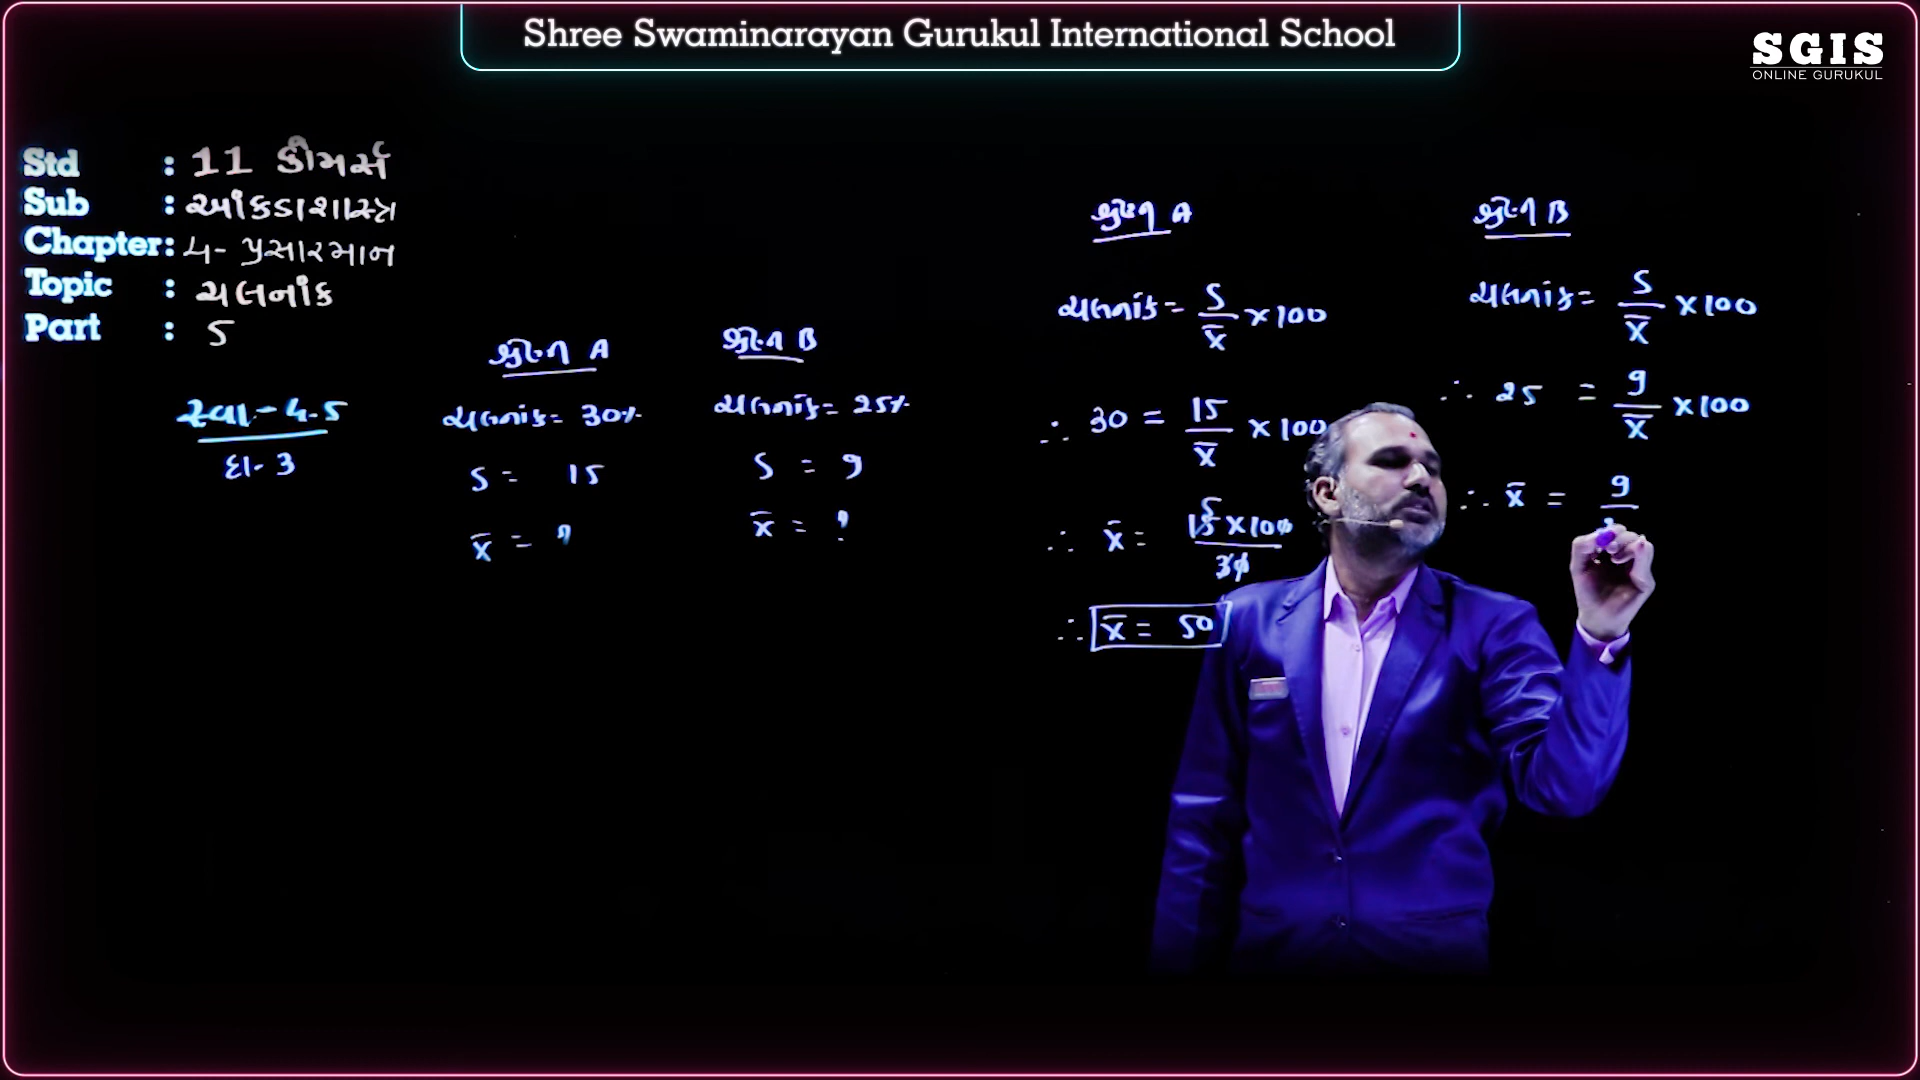 Shree Swaminarayan Gurukul International School
SGIS
ONLINE GURUKUL
Std : 11 કોમર્સ
Sub : આંકડાશાસ્ત્ર
Chapter: 4- પ્રસારમાન
Topic : ચલનાંક
Part : 5
સ્વા.- 4.5
દા- 3
શ્રેણી A
ચલનાંક = 30%
S = 15
x̄ = ?
શ્રેણી B
ચલનાંક = 25%
S = 9
x̄ = ?
શ્રેણી A
ચલનાંક = S/x̄ × 100
∴ 30 = 15/x̄ × 100
∴ x̄ = 15 × 100 / 30
5
∴ x̄ = 50
શ્રેણી B
ચલનાંક = S/x̄ × 100
∴ 25 = 9/x̄ × 100
∴ x̄ = 9